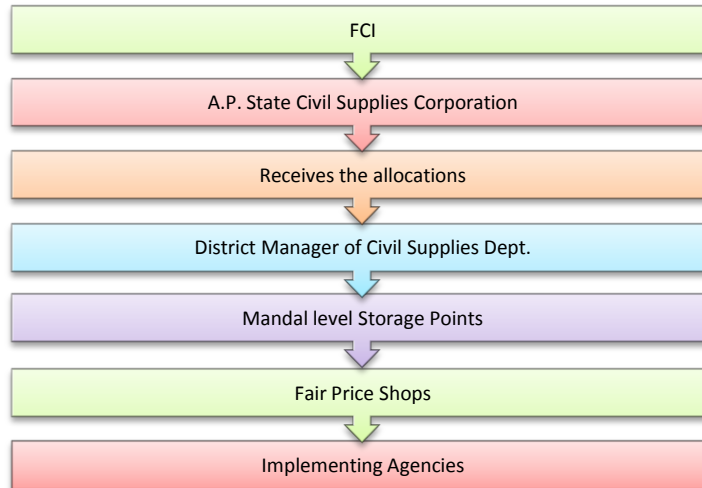 FCI
A.P. State Civil Supplies Corporation
Receives the allocations
District Manager of Civil Supplies Dept.
Mandal level Storage Points
Fair Price Shops
Implementing Agencies